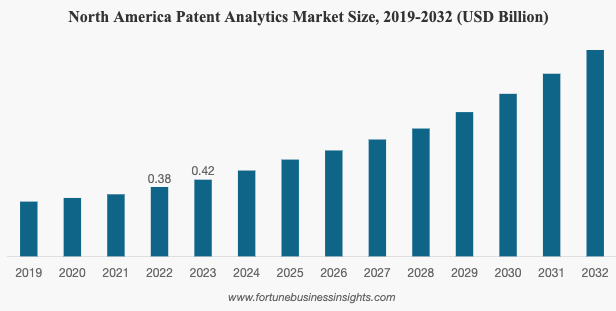 North America Patent Analytics Market Size, 2019-2032 (USD Billion)
0.38 0.42
2019 2020 2021 2022 2023 2024 2025 2026 2027 2028 2029 2030 2031 2032
www.fortunebusinessinsights.com